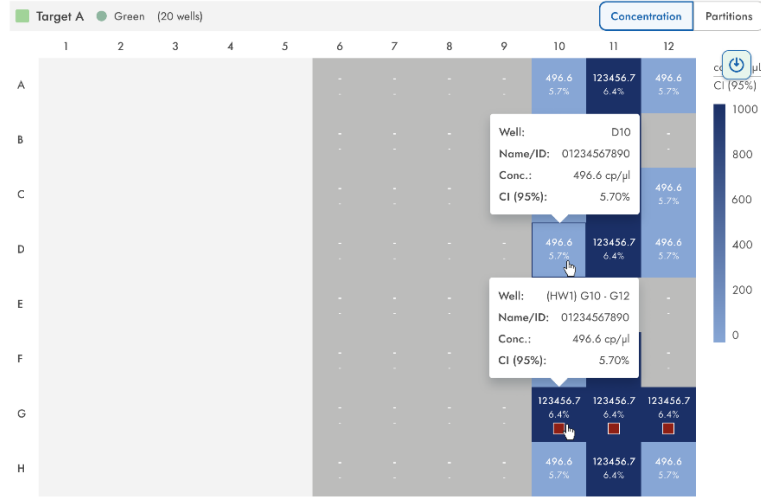 Target A Green (20 wells) Concentration Partitions
1 2 3 4 5 6 7 8 9 10 11 12
A - - - - 496.6 123456.7 496.6
- - - - 5.7% 6.4% 5.7%
CI (95%)
1000
B - - - - -
- - - - -
Well: D10
Name/ID: 01234567890
Conc.: 496.6 cp/µl
CI (95%): 5.70%
800
C - - - - 496.6
- - - - 5.7%
600
D - - - - 496.6 123456.7 496.6
- - - - 5.7% 6.4% 5.7%
400
E - - - - -
- - - - -
Well: (HW1) G10 - G12
Name/ID: 01234567890
Conc.: 496.6 cp/µl
CI (95%): 5.70%
200
0
F - - - - -
- - - - -
G - - - - 123456.7 123456.7 123456.7
- - - - 6.4% 6.4% 6.4%
H - - - - 496.6 123456.7 496.6
- - - - 5.7% 6.4% 5.7%